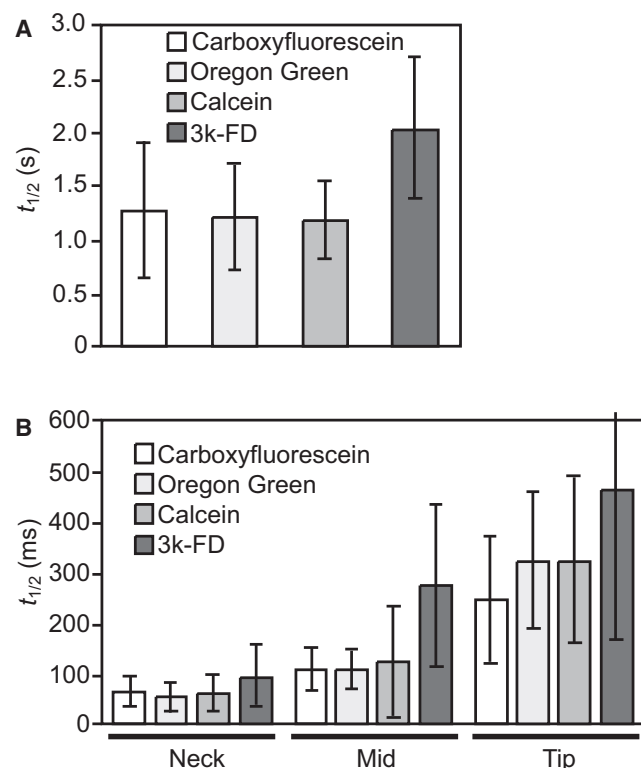 A
Carboxyfluorescein
Oregon Green
Calcein
3k-FD
t1/2 (s)
3.0
2.5
2.0
1.5
1.0
0.5
0
B
Carboxyfluorescein
Oregon Green
Calcein
3k-FD
t1/2 (ms)
600
500
400
300
200
100
0
Neck Mid Tip